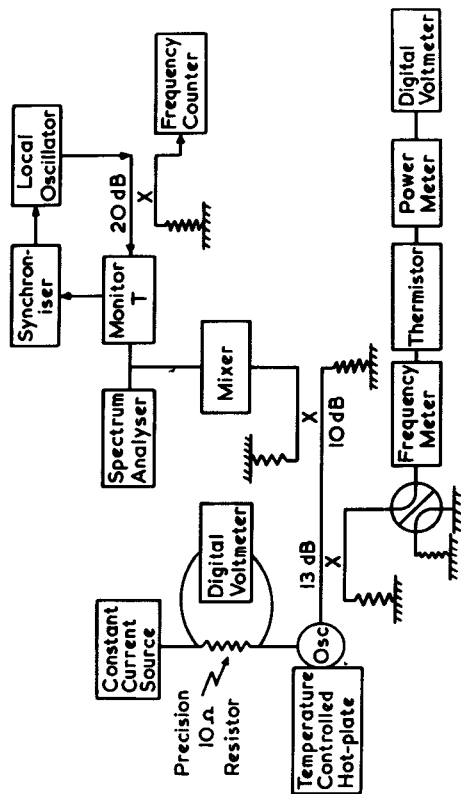 Constant
Current
Source
Precision
10Ω
Resistor
Digital
Voltmeter
Temperature
Controlled
Hot-plate
Osc
13 dB
X
10 dB
X
Spectrum
Analyser
Mixer
Monitor
T
Synchron-
iser
Local
Oscillator
20 dB
X
Frequency
Counter
Frequency
Meter
Thermistor
Power
Meter
Digital
Voltmeter